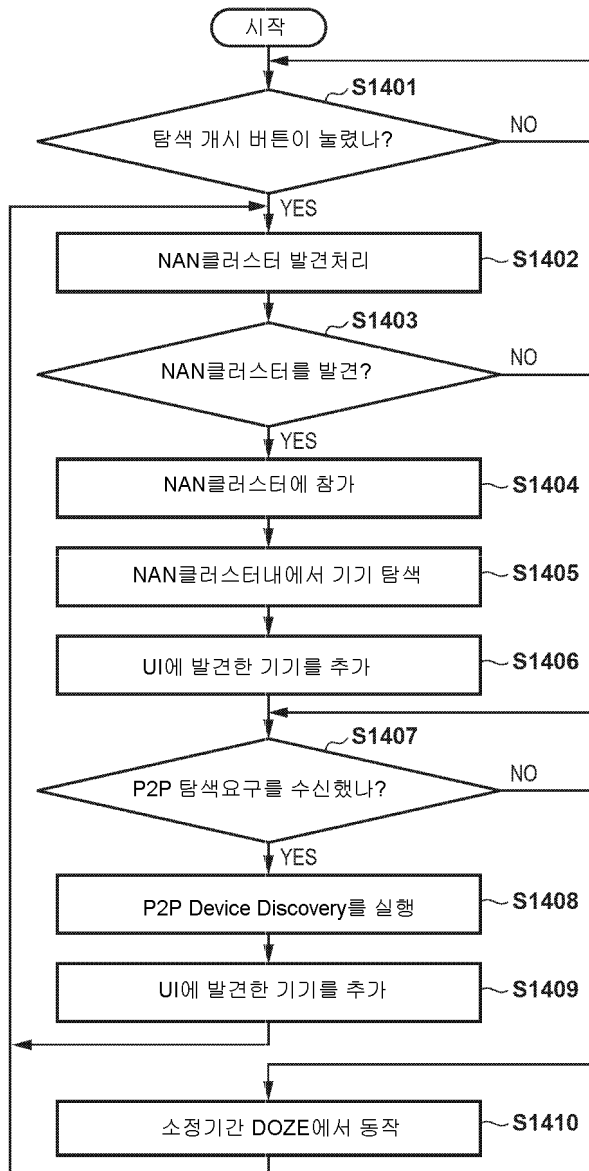 시작
S1401
탐색 개시 버튼이 눌렸나?
NO
YES
NAN클러스터 발견처리
S1402
S1403
NAN클러스터를 발견?
NO
YES
NAN클러스터에 참가
S1404
NAN클러스터내에서 기기 탐색
S1405
UI에 발견한 기기를 추가
S1406
S1407
P2P 탐색요구를 수신했나?
NO
YES
P2P Device Discovery를 실행
S1408
UI에 발견한 기기를 추가
S1409
소정기간 DOZE에서 동작
S1410